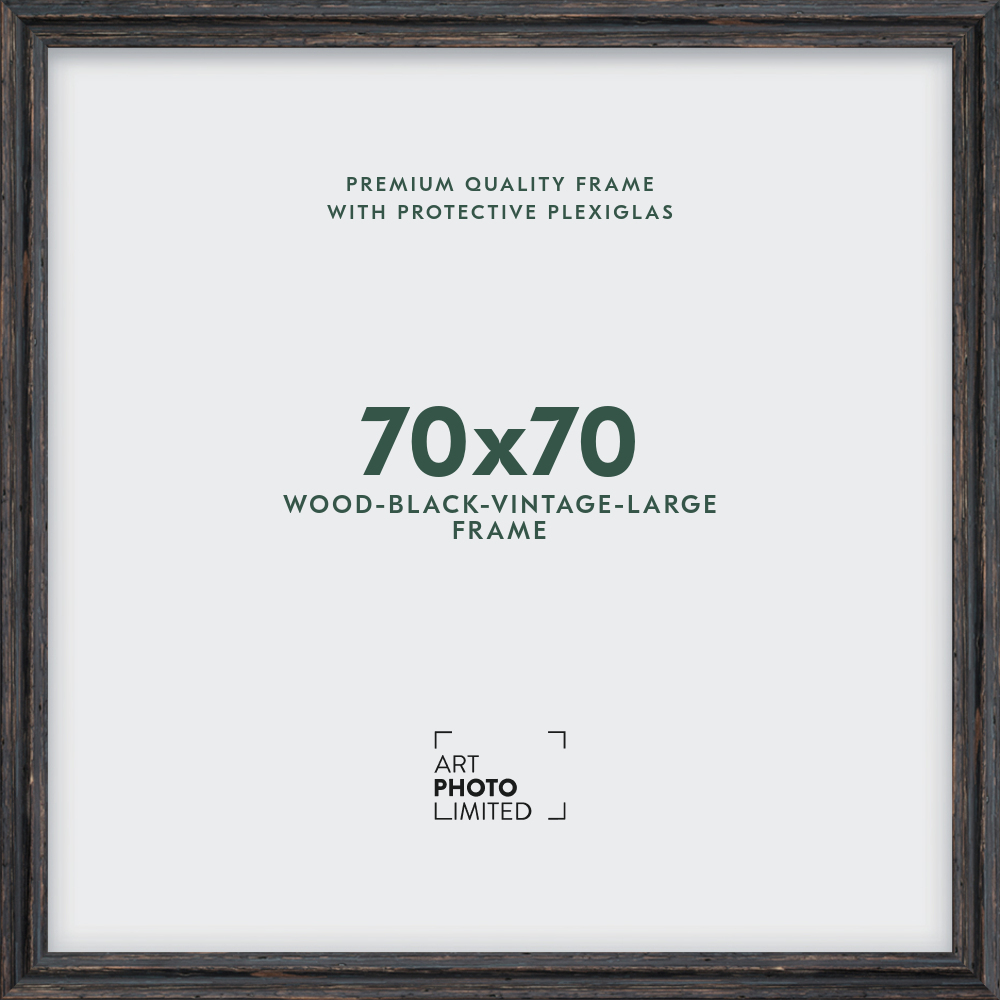 PREMIUM QUALITY FRAME
WITH PROTECTIVE PLEXIGLAS
70x70
WOOD-BLACK-VINTAGE-LARGE
FRAME
ART
PHOTO
LIMITED